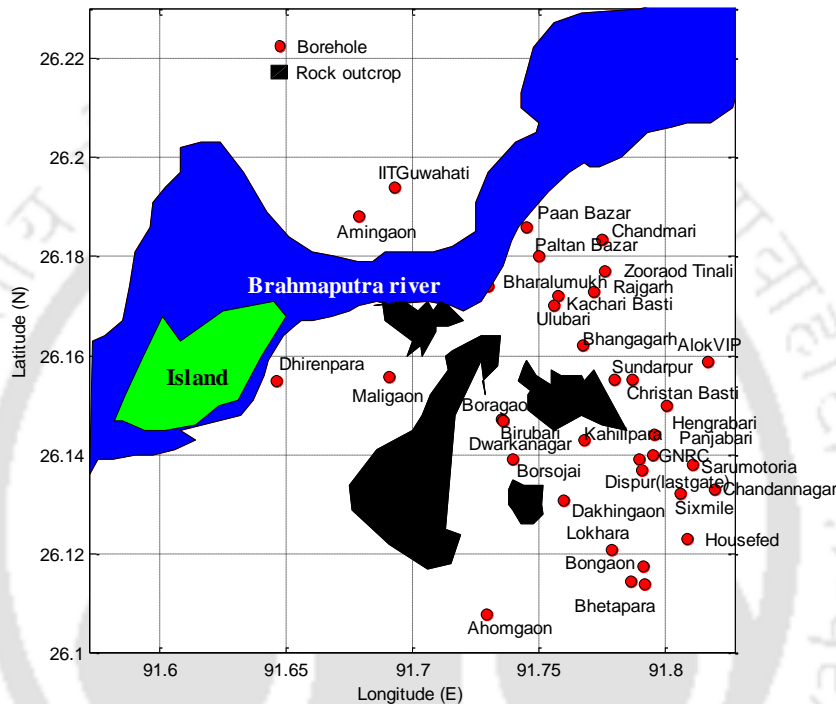 Borehole
Rock outcrop
26.22
26.2
26.18
26.16
26.14
26.12
26.1
Latitude (N)
IITGuwahati
Amingaon
Paan Bazar
Chandmari
Paltan Bazar
Zooraod Tinali
Brahmaputra river
Bharalumukh
Rajgarh
Kachari Basti
Ulubari
Bhangagarh
AlokVIP
Dhirenpara
Sundarpur
Island
Maligaon
Christan Basti
Boragao
Hengrabari
Birubari
Kahilipara
Panjabari
Dwarkanagar
GNRC
Borsojai
Sarumotoria
Dispur(lastgate)
Chandannagar
Dakhingaon
Sixmile
Lokhara
Housefed
Bongaon
Bhetapara
Ahomgaon
91.6
91.65
91.7
91.75
91.8
Longitude (E)